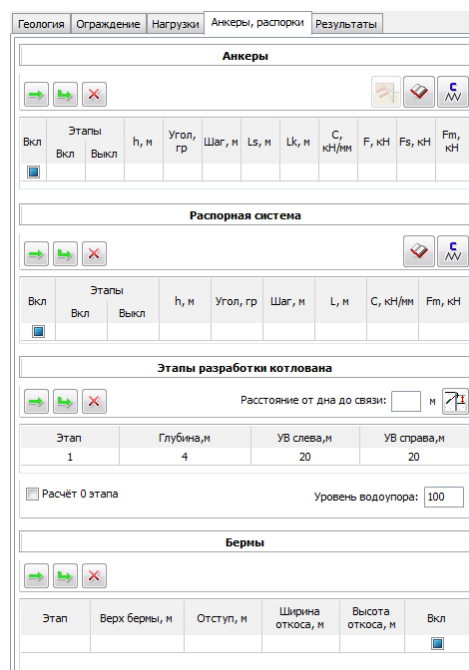 Геология Ограждение Нагрузки Анкеры, распорки Результаты
Анкеры
Вкл Этапы Вкл Выкл h, м Угол, гр Шаг, м Ls, м Lk, м C, кН/мм F, кН Fs, кН Fm, кН
Распорная система
Вкл Этапы Вкл Выкл h, м Угол, гр Шаг, м L, м C, кН/мм Fm, кН
Этапы разработки котлована
Расстояние от дна до связи: м
Этап Глубина,м УВ слева,м УВ справа,м
1 4 20 20
Расчёт 0 этапа Уровень водоупора: 100
Бермы
Этап Верх бермы, м Отступ, м Ширина откоса, м Высота откоса, м Вкл